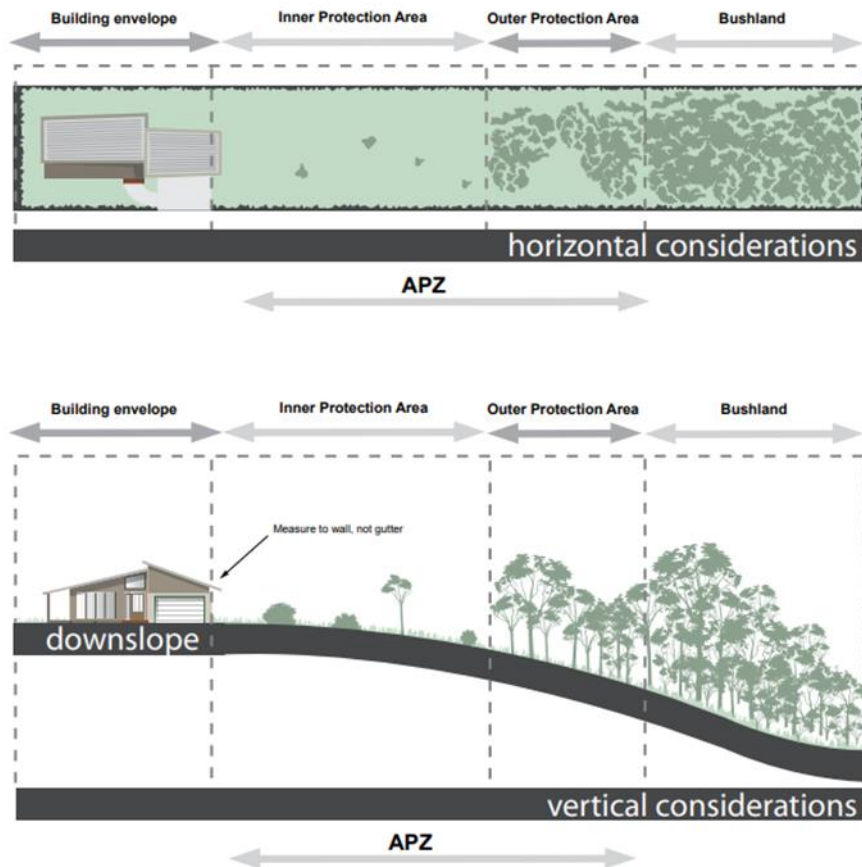 Building envelope
Inner Protection Area
Outer Protection Area
Bushland
horizontal considerations
APZ
Building envelope
Inner Protection Area
Outer Protection Area
Bushland
Measure to wall, not gutter
downslope
vertical considerations
APZ